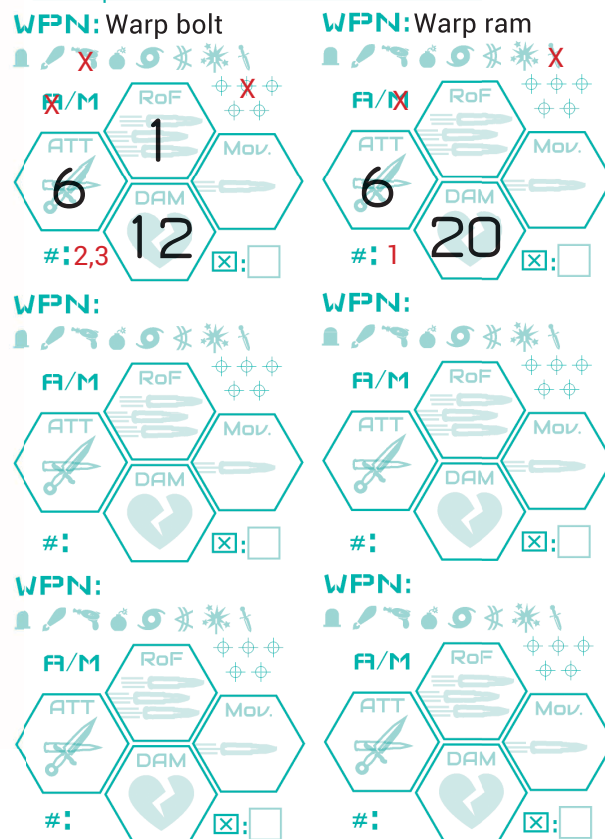 WPN: Warp bolt
WPN: Warp ram
X
X
X
A/M
X
RoF
1
A/M
X
RoF
ATT
6
Mov.
ATT
6
Mov.
DAM
12
DAM
20
#: 2,3
X:
#: 1
X:
WPN:
WPN:
A/M
RoF
A/M
RoF
ATT
Mov.
ATT
Mov.
DAM
DAM
#:
X:
#:
X:
WPN:
WPN:
A/M
RoF
A/M
RoF
ATT
Mov.
ATT
Mov.
DAM
DAM
#:
X:
#:
X: